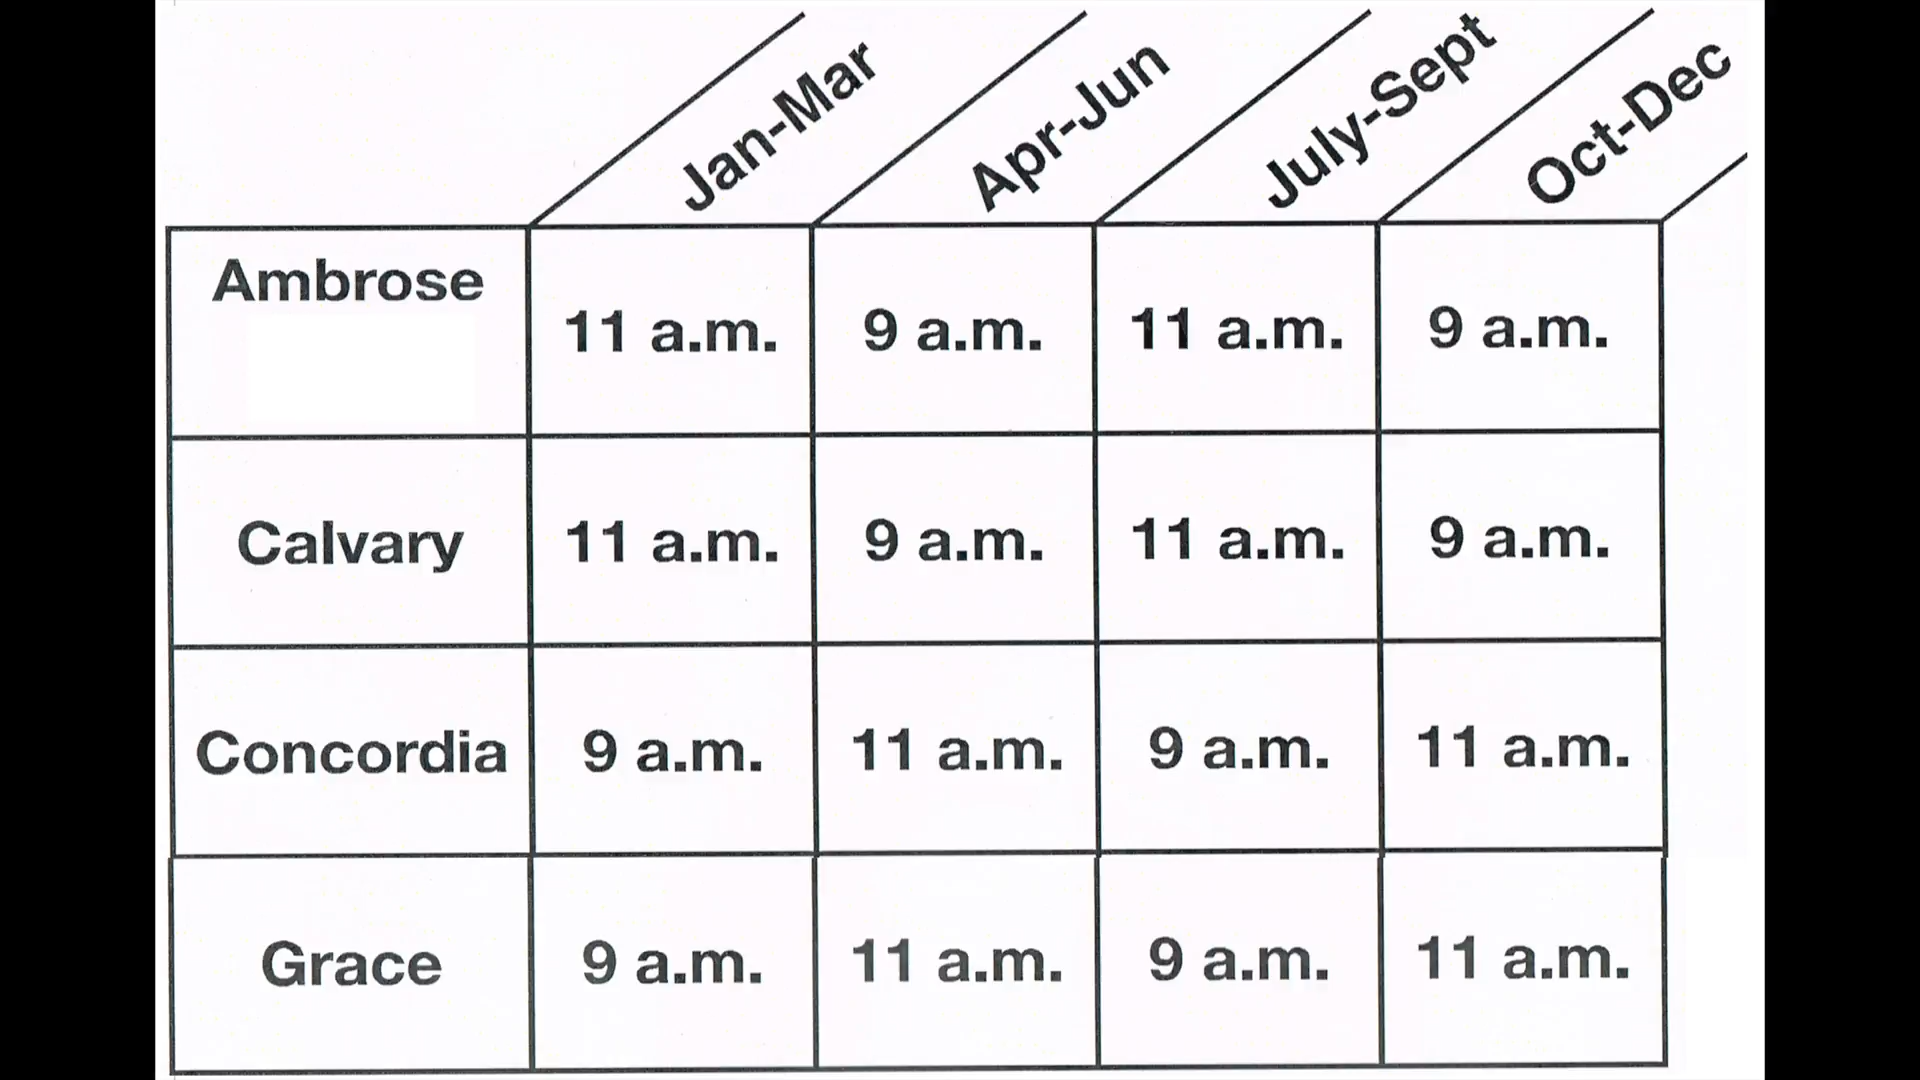 Jan-Mar Apr-Jun July-Sept Oct-Dec
Ambrose 11 a.m. 9 a.m. 11 a.m. 9 a.m.
Calvary 11 a.m. 9 a.m. 11 a.m. 9 a.m.
Concordia 9 a.m. 11 a.m. 9 a.m. 11 a.m.
Grace 9 a.m. 11 a.m. 9 a.m. 11 a.m.